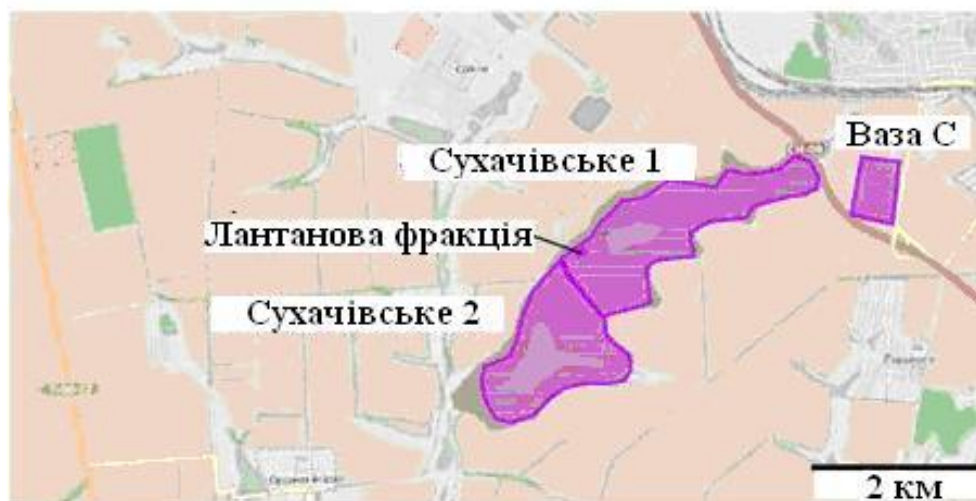 Ваза С
Сухачівське 1
Лантанова фракція
Сухачівське 2
2 км